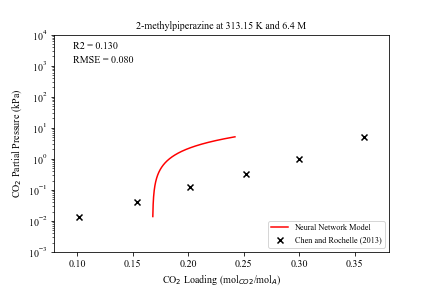 2-methylpiperazine at 313.15 K and 6.4 M
R2 = 0.130
RMSE = 0.080
CO2 Partial Pressure (kPa)
10^4
10^3
10^2
10^1
10^0
10^-1
10^-2
10^-3
Neural Network Model
Chen and Rochelle (2013)
0.10 0.15 0.20 0.25 0.30 0.35
CO2 Loading (molCO2/molA)